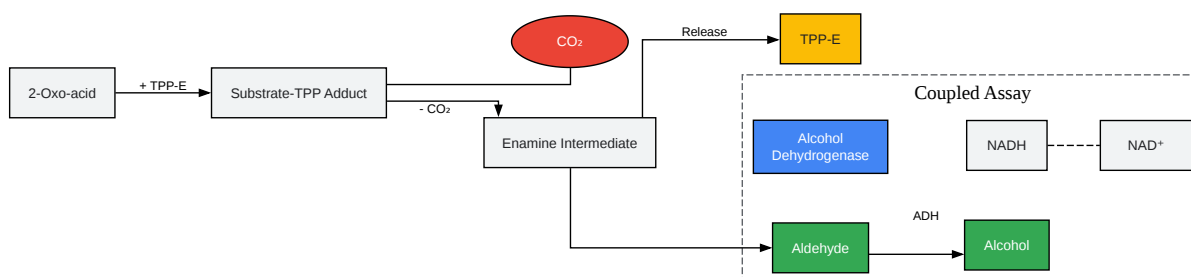 CO₂
Release
TPP-E
2-Oxo-acid
+ TPP-E
Substrate-TPP Adduct
- CO₂
Enamine Intermediate
Coupled Assay
Alcohol
Dehydrogenase
NADH
NAD⁺
Aldehyde
ADH
Alcohol